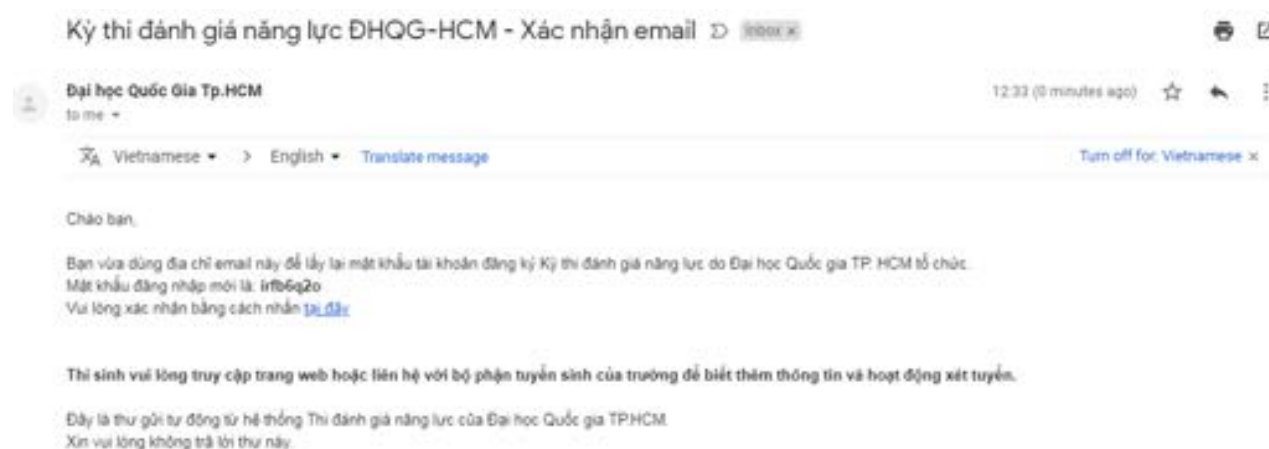 Kỳ thi đánh giá năng lực ĐHQG-HCM - Xác nhận email Inbox x
Đại học Quốc Gia Tp.HCM
12:33 (0 minutes ago)
to me
Vietnamese > English Translate message
Turn off for: Vietnamese x
Chào bạn,
Bạn vừa dùng địa chỉ email này để lấy lại mật khẩu tài khoản đăng ký Kỳ thi đánh giá năng lực do Đại học Quốc gia TP. HCM tổ chức.
Mật khẩu đăng nhập mới là: irfb6q2o
Vui lòng xác nhận bằng cách nhấn tại đây
Thí sinh vui lòng truy cập trang web hoặc liên hệ với bộ phận tuyển sinh của trường để biết thêm thông tin và hoạt động xét tuyển.
Đây là thư gửi tự động từ hệ thống Thi đánh giá năng lực của Đại học Quốc gia TP.HCM.
Xin vui lòng không trả lời thư này.